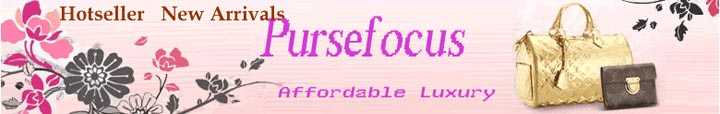 Hotseller New Arrivals
Pursefocus
Affordable Luxury